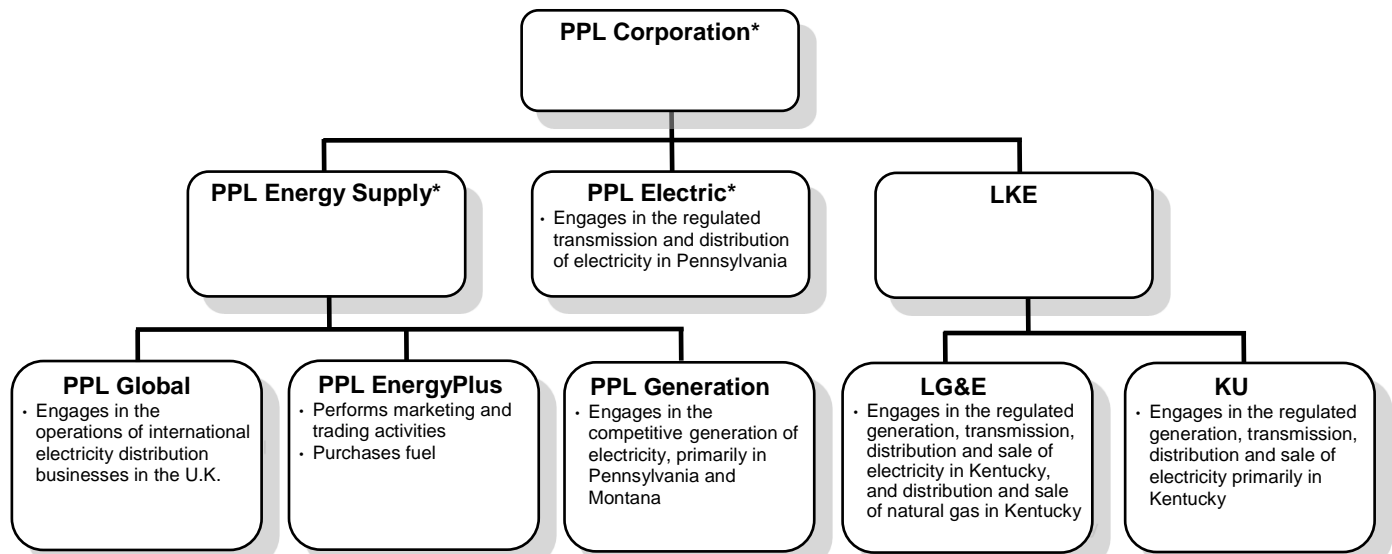 PPL Corporation*
PPL Energy Supply*
PPL Electric*
• Engages in the regulated
transmission and distribution
of electricity in Pennsylvania
LKE
PPL Global
• Engages in the
operations of international
electricity distribution
businesses in the U.K.
PPL EnergyPlus
• Performs marketing and
trading activities
• Purchases fuel
PPL Generation
• Engages in the
competitive generation of
electricity, primarily in
Pennsylvania and
Montana
LG&E
• Engages in the regulated
generation, transmission,
distribution and sale of
electricity in Kentucky,
and distribution and sale
of natural gas in Kentucky
KU
• Engages in the regulated
generation, transmission,
distribution and sale of
electricity primarily in
Kentucky